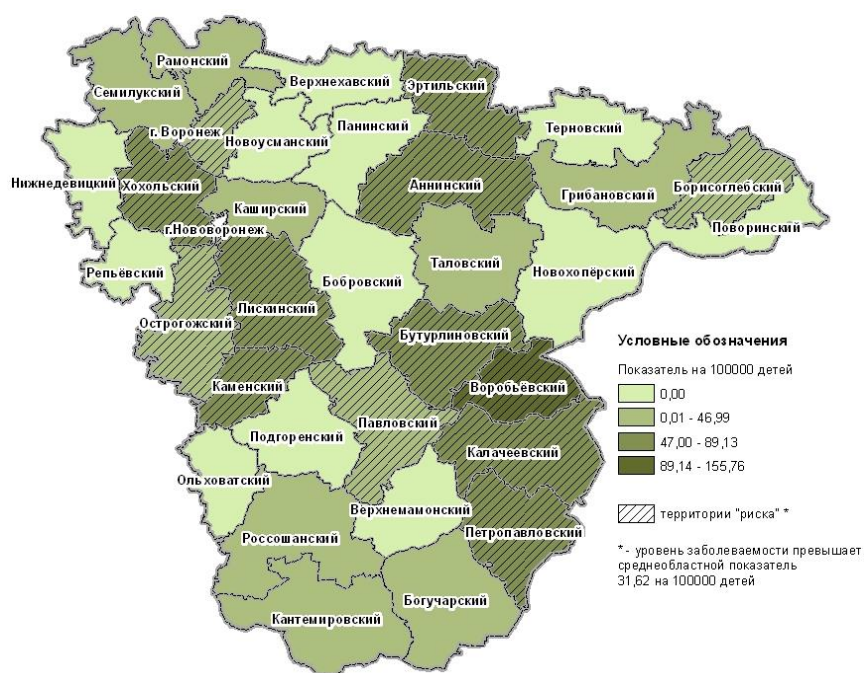 Рамонский
Верхнехавский
Эртильский
Семилукский
Панинский
Терновский
г. Воронеж
Новоусманский
Нижнедевицкий
Хохольский
Аннинский
Грибановский
Борисоглебский
Каширский
Поворинский
г.Нововоронеж
Репьёвский
Бобровский
Таловский
Новохопёрский
Лискинский
Острогожский
Бутурлиновский
Каменский
Воробьёвский
Павловский
Подгоренский
Калачеевский
Ольховатский
Верхнемамонский
Россошанский
Петропавловский
Богучарский
Кантемировский
Условные обозначения
Показатель на 100000 детей
0,00
0,01 - 46,99
47,00 - 89,13
89,14 - 155,76
территории "риска" *
* - уровень заболеваемости превышает
среднеобластной показатель
31,62 на 100000 детей